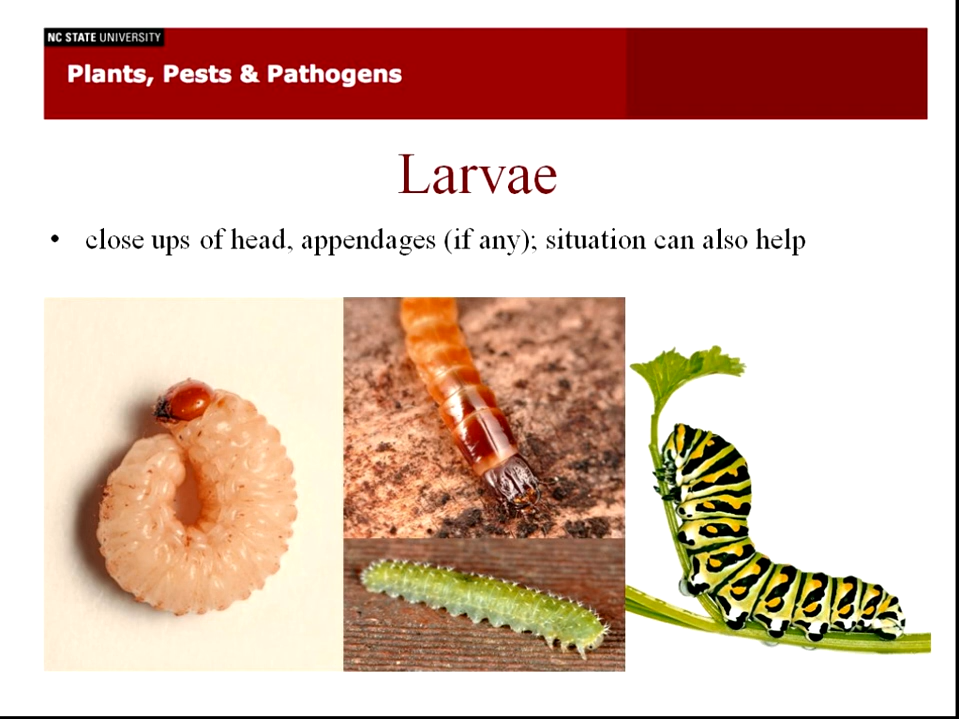 NC STATE UNIVERSITY
Plants, Pests & Pathogens
Larvae
• close ups of head, appendages (if any); situation can also help